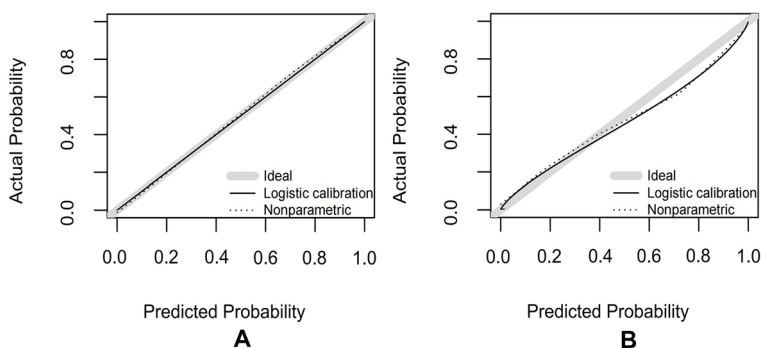 Actual Probability
0.8
0.4
0.0
Ideal
Logistic calibration
Nonparametric
0.0 0.2 0.4 0.6 0.8 1.0
Predicted Probability
A
Actual Probability
0.8
0.4
0.0
Ideal
Logistic calibration
Nonparametric
0.0 0.2 0.4 0.6 0.8 1.0
Predicted Probability
B